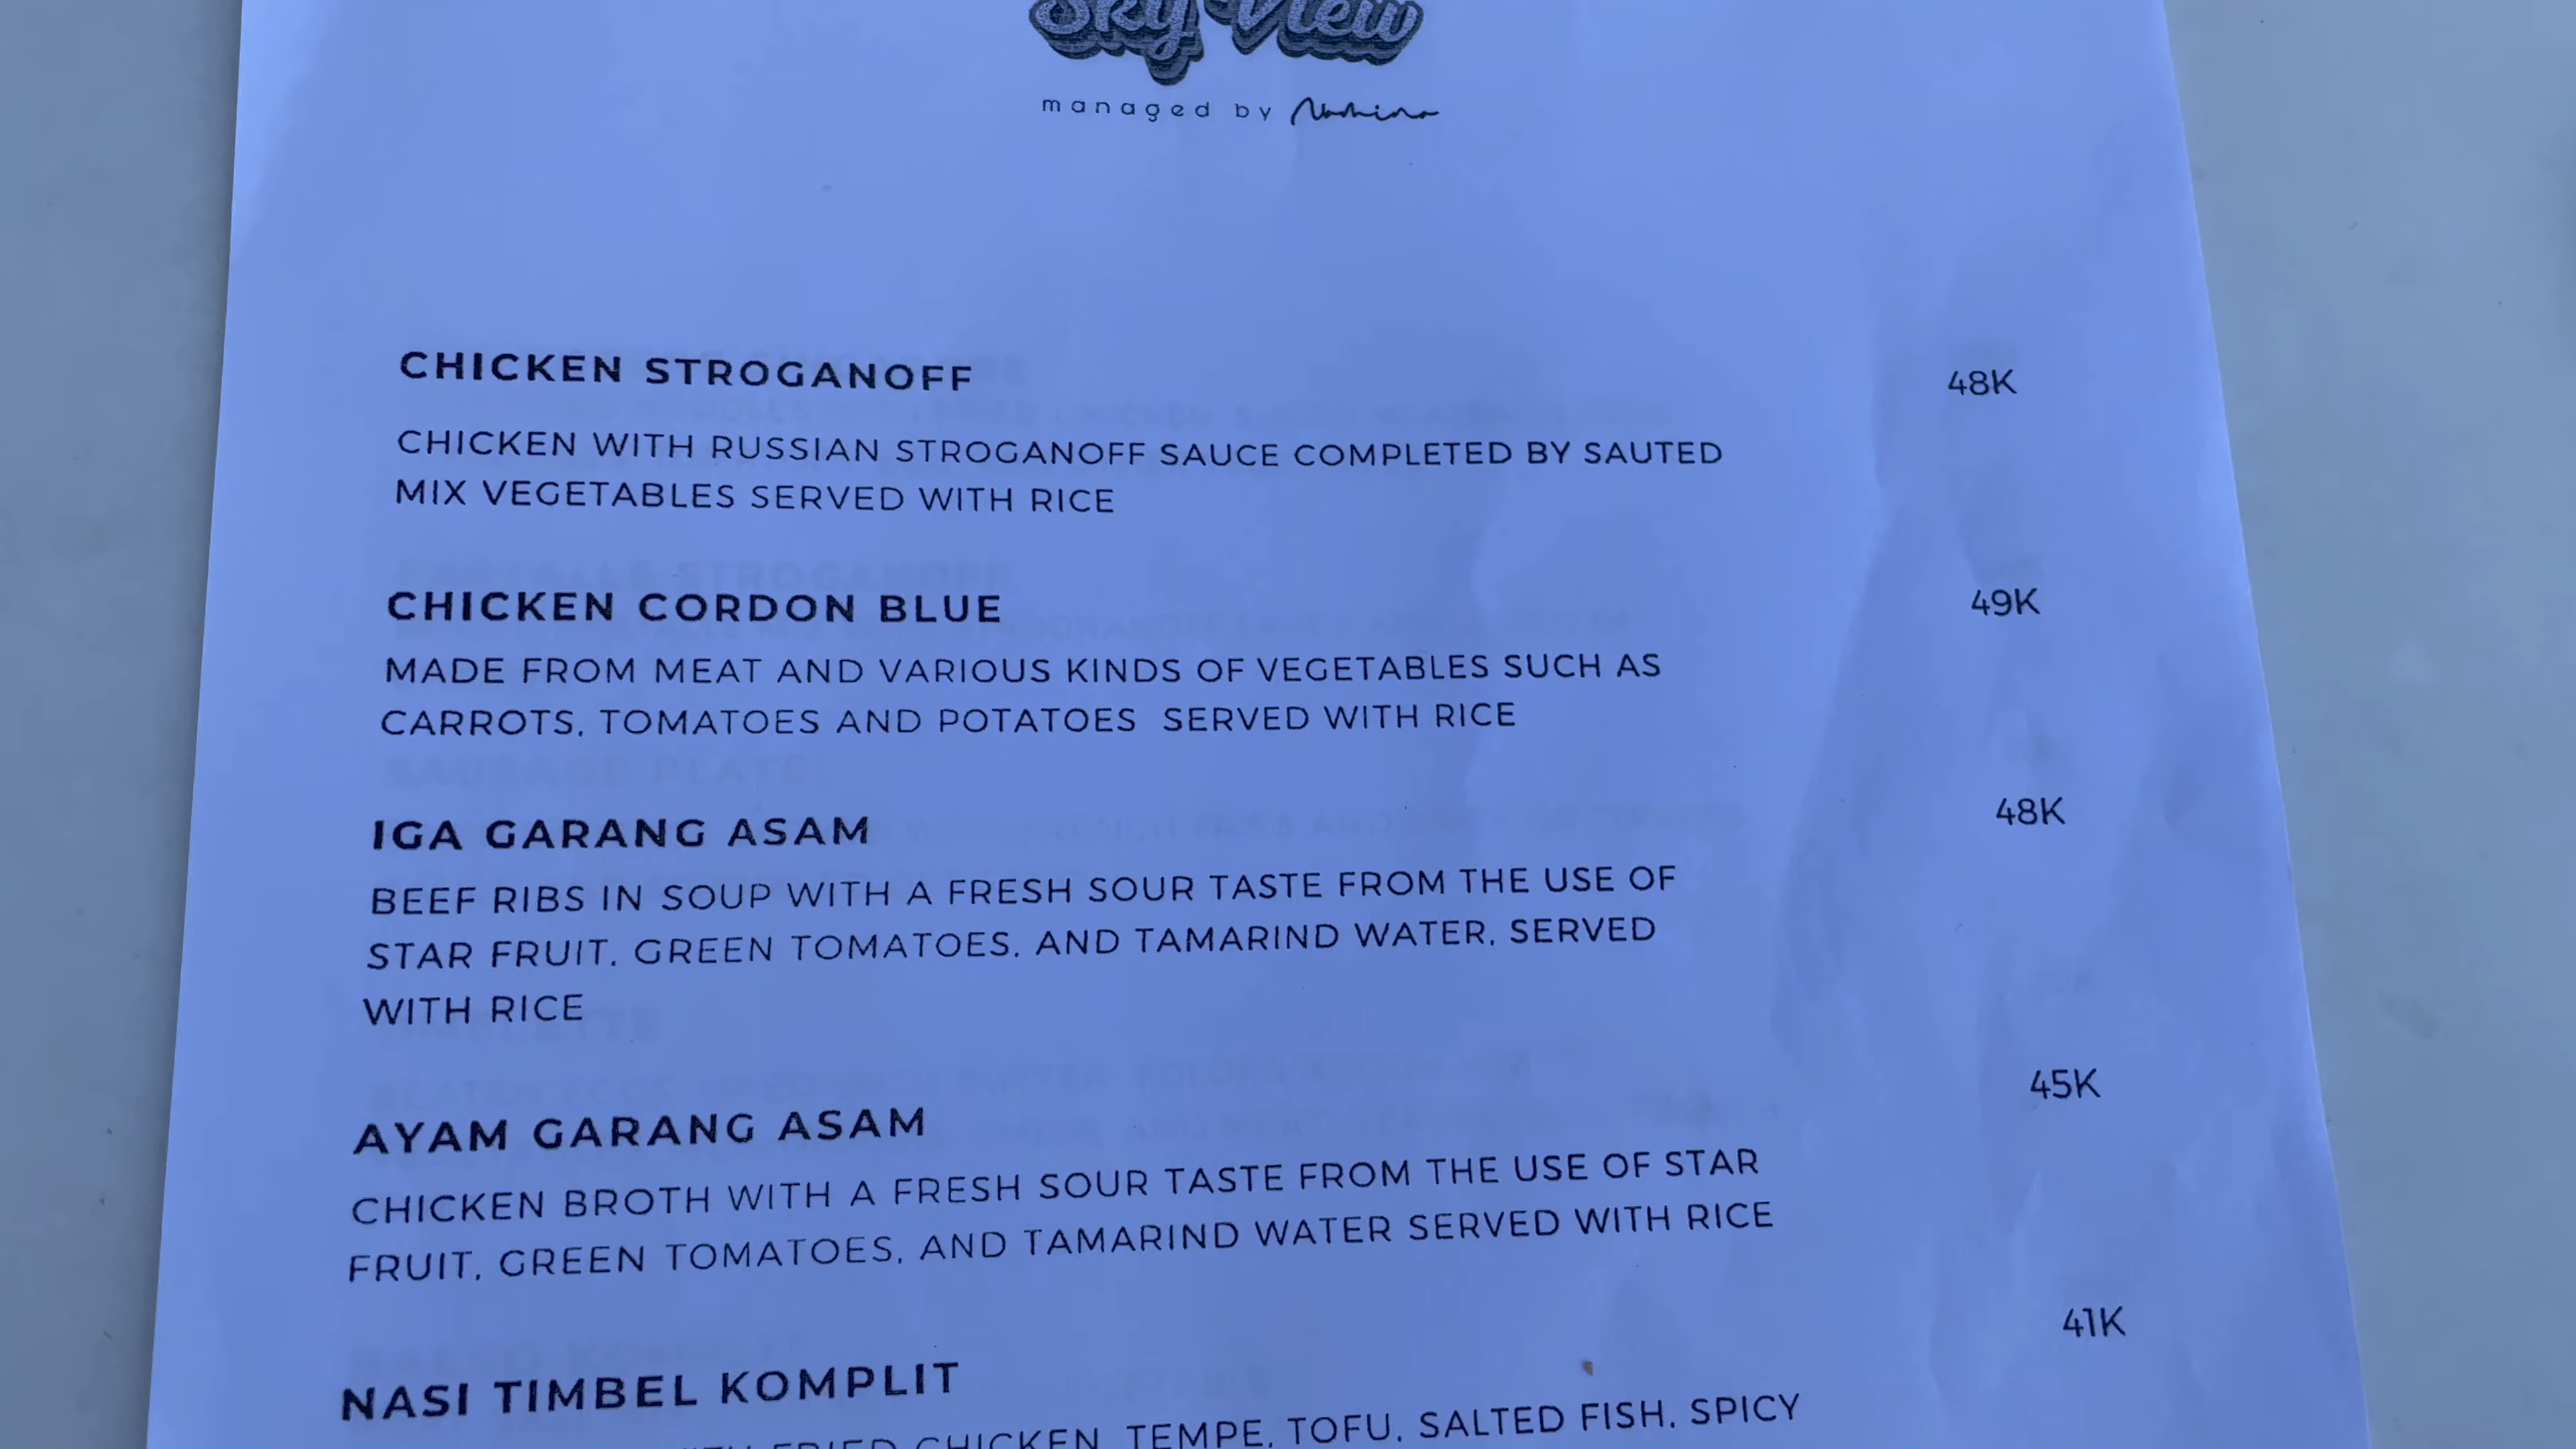 Sky View
managed by
CHICKEN STROGANOFF 48K
CHICKEN WITH RUSSIAN STROGANOFF SAUCE COMPLETED BY SAUTED
MIX VEGETABLES SERVED WITH RICE
CHICKEN CORDON BLUE 49K
MADE FROM MEAT AND VARIOUS KINDS OF VEGETABLES SUCH AS
CARROTS, TOMATOES AND POTATOES SERVED WITH RICE
IGA GARANG ASAM 48K
BEEF RIBS IN SOUP WITH A FRESH SOUR TASTE FROM THE USE OF
STAR FRUIT, GREEN TOMATOES, AND TAMARIND WATER, SERVED
WITH RICE
AYAM GARANG ASAM 45K
CHICKEN BROTH WITH A FRESH SOUR TASTE FROM THE USE OF STAR
FRUIT, GREEN TOMATOES, AND TAMARIND WATER SERVED WITH RICE
NASI TIMBEL KOMPLIT 41K
FRIED CHICKEN, TEMPE, TOFU, SALTED FISH, SPICY